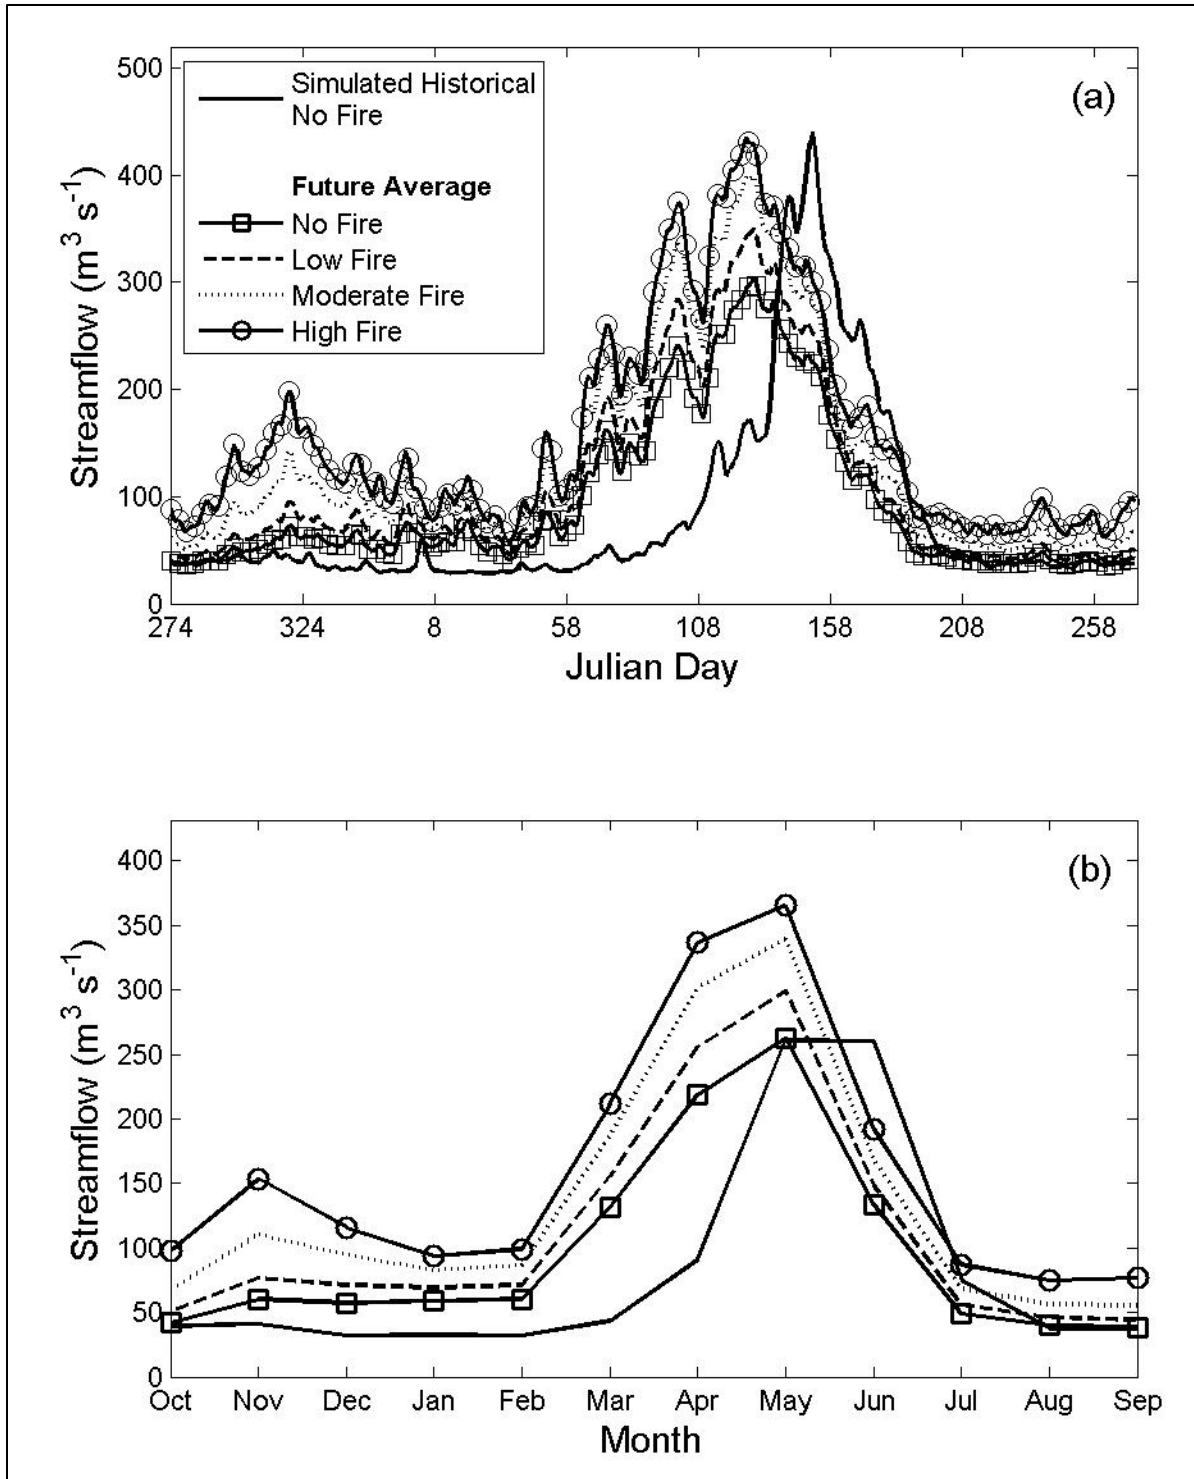 (a)
500
400
300
200
100
0
Streamflow (m³ s⁻¹)
Simulated Historical
No Fire
Future Average
No Fire
Low Fire
Moderate Fire
High Fire
274 324 8 58 108 158 208 258
Julian Day
(b)
400
350
300
250
200
150
100
50
0
Streamflow (m³ s⁻¹)
Oct Nov Dec Jan Feb Mar Apr May Jun Jul Aug Sep
Month